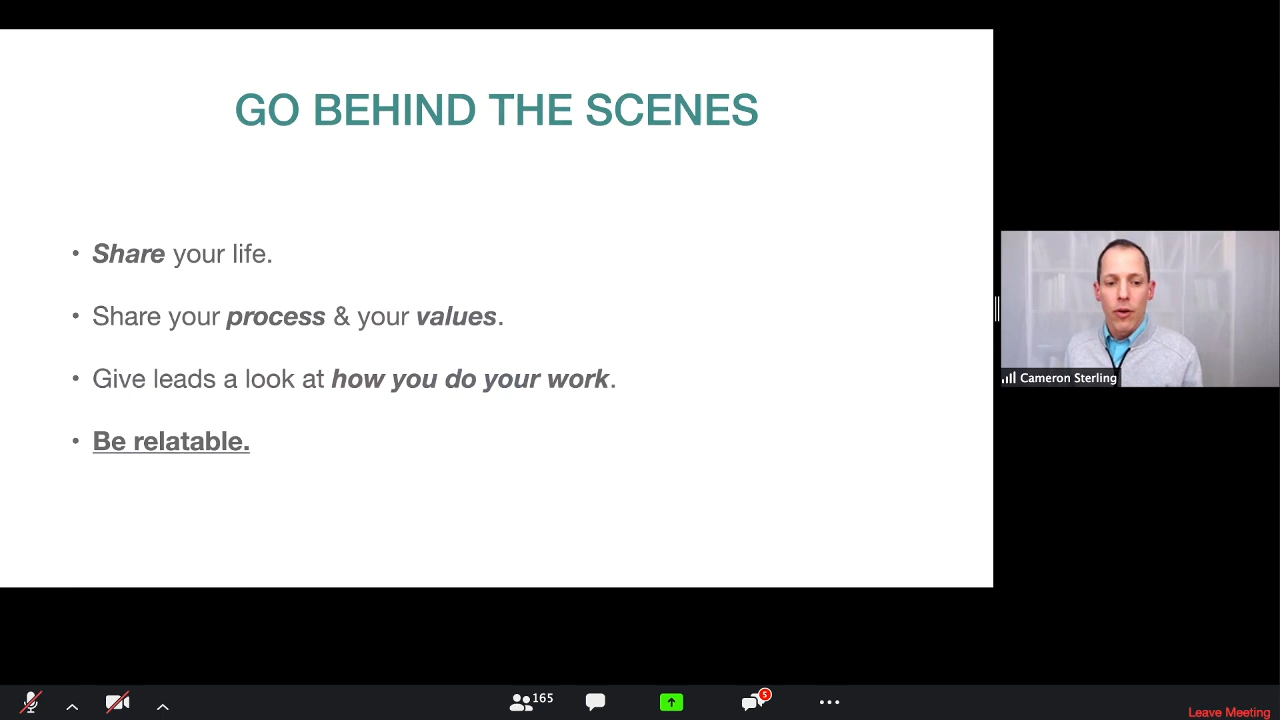 GO BEHIND THE SCENES
• Share your life.
• Share your process & your values.
• Give leads a look at how you do your work.
• Be relatable.
Cameron Sterling
165
5
Leave Meeting